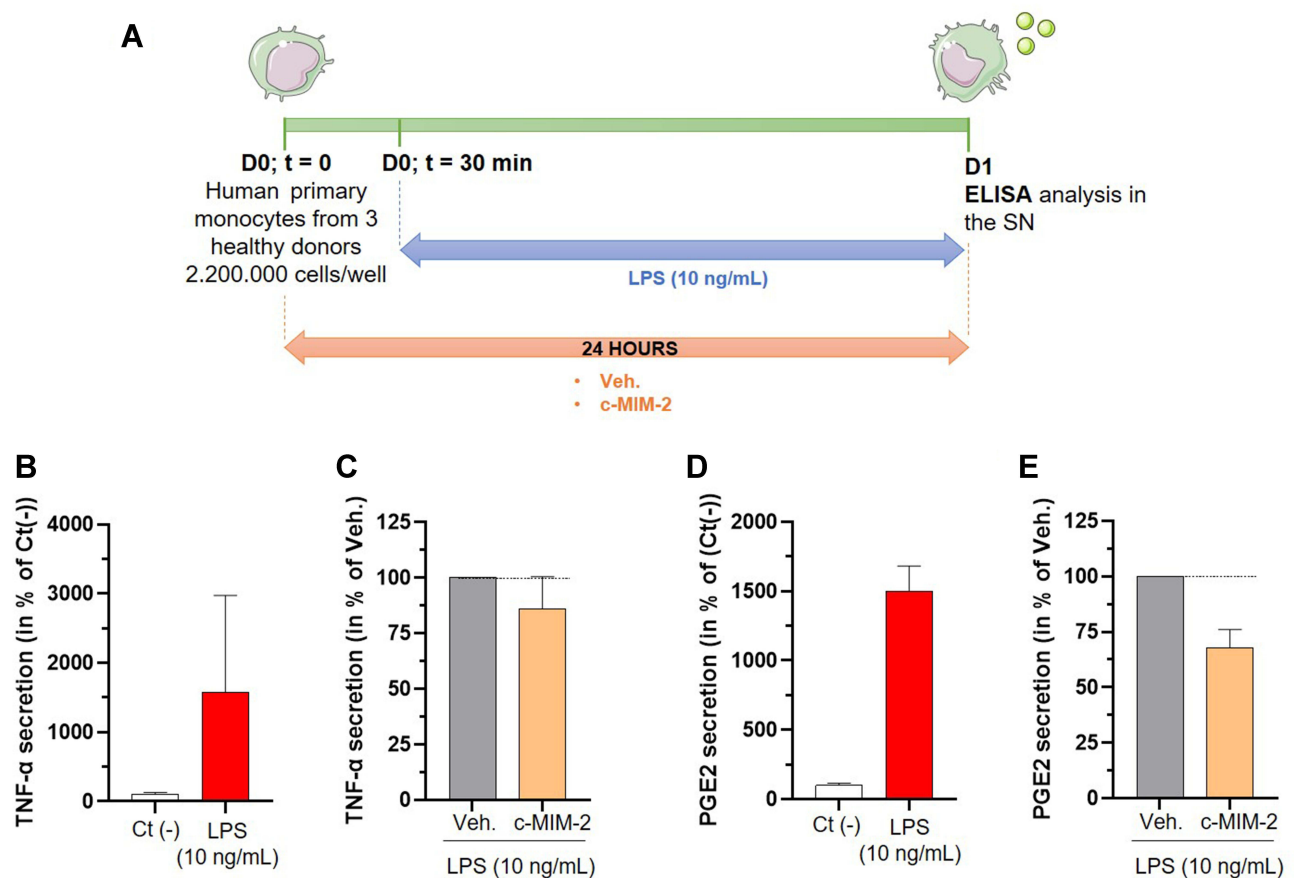 A
D0; t = 0
D0; t = 30 min
D1
Human primary
monocytes from 3
healthy donors
2.200.000 cells/well
ELISA analysis in
the SN
LPS (10 ng/mL)
24 HOURS
• Veh.
• c-MIM-2
B
TNF-α secretion (in % of Ct(-))
4000
3000
2000
1000
0
Ct (-)
LPS
(10 ng/mL)
C
TNF-α secretion (in % of Veh.)
125
100
75
50
25
0
Veh.
c-MIM-2
LPS (10 ng/mL)
D
PGE2 secretion (in % of (Ct(-))
2000
1500
1000
500
0
Ct (-)
LPS
(10 ng/mL)
E
PGE2 secretion (in % of Veh.)
125
100
75
50
25
0
Veh.
c-MIM-2
LPS (10 ng/mL)